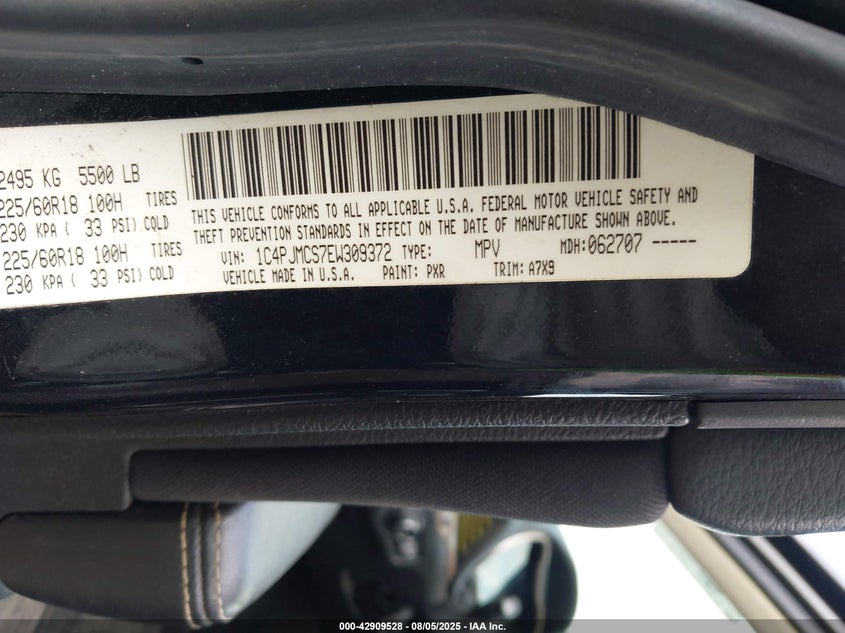 2495 KG 5500 LB
225/60R18 100H TIRES
230 KPA ( 33 PSI) COLD
225/60R18 100H TIRES
230 KPA ( 33 PSI) COLD
THIS VEHICLE CONFORMS TO ALL APPLICABLE U.S.A. FEDERAL MOTOR VEHICLE SAFETY AND
THEFT PREVENTION STANDARDS IN EFFECT ON THE DATE OF MANUFACTURE SHOWN ABOVE.
VIN: 1C4PJMCS7EW309372 TYPE: MPV MDH:062707 -----
VEHICLE MADE IN U.S.A. PAINT: PXR TRIM: A7X9
000-42909528 - 08/05/2025 - IAA Inc.